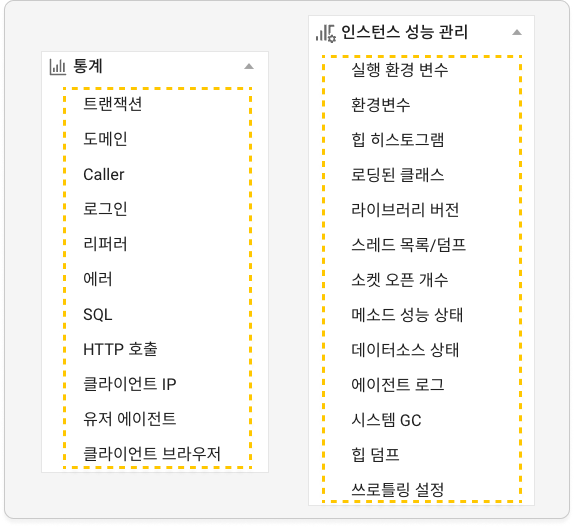 통계
트랜잭션
도메인
Caller
로그인
리퍼러
에러
SQL
HTTP 호출
클라이언트 IP
유저 에이전트
클라이언트 브라우저
인스턴스 성능 관리
실행 환경 변수
환경변수
힙 히스토그램
로딩된 클래스
라이브러리 버전
스레드 목록/덤프
소켓 오픈 개수
메소드 성능 상태
데이터소스 상태
에이전트 로그
시스템 GC
힙 덤프
쓰로틀링 설정